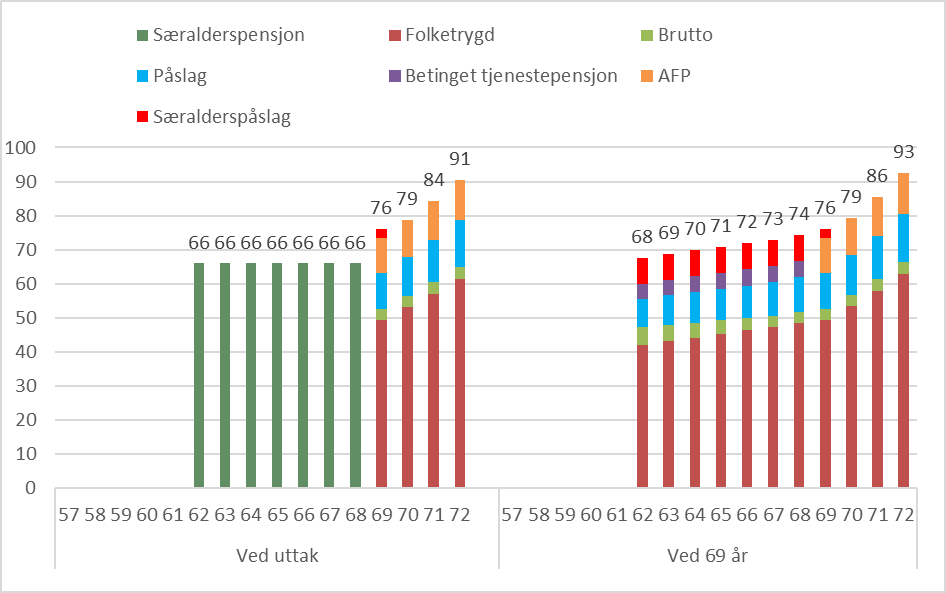 Særalderspensjon Folketrygd Brutto
Påslag Betinget tjenestepensjon AFP
Særalderspåslag
100
90
80
70
60
50
40
30
20
10
0
66 66 66 66 66 66 66 76 79 84 91
68 69 70 71 72 73 74 76 79 86 93
57 58 59 60 61 62 63 64 65 66 67 68 69 70 71 72 57 58 59 60 61 62 63 64 65 66 67 68 69 70 71 72
Ved uttak Ved 69 år